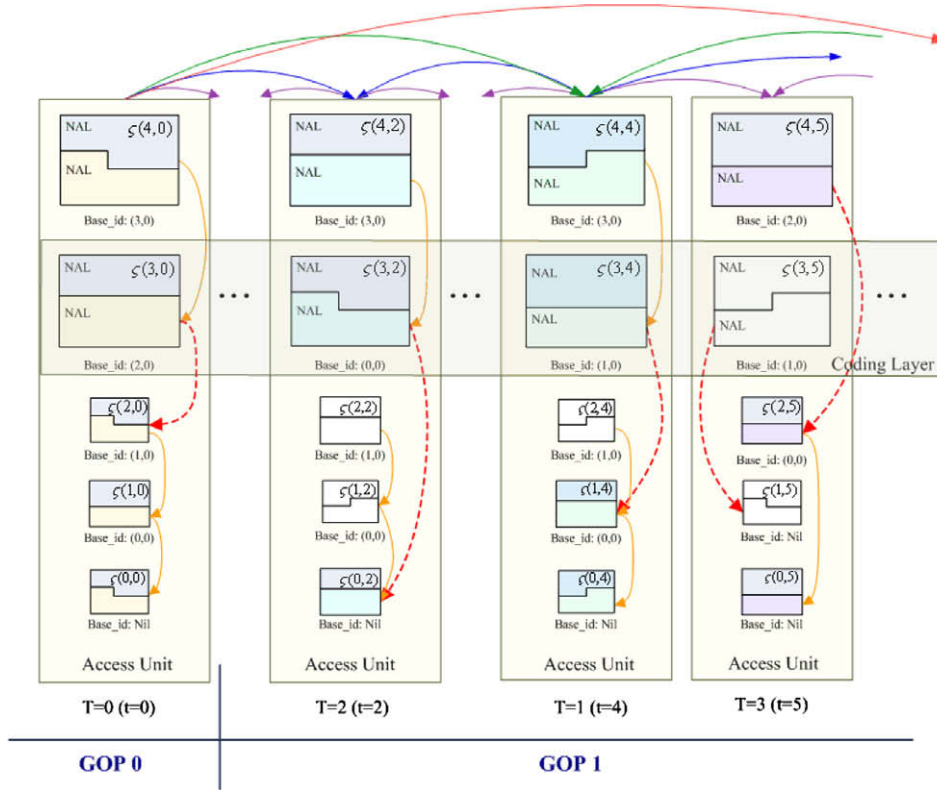 NAL ς(4,0)
NAL
Base_id: (3,0)
NAL ς(4,2)
NAL
Base_id: (3,0)
NAL ς(4,4)
NAL
Base_id: (3,0)
NAL ς(4,5)
NAL
Base_id: (2,0)
NAL ς(3,0)
NAL
Base_id: (2,0)
...
NAL ς(3,2)
NAL
Base_id: (0,0)
...
NAL ς(3,4)
NAL
Base_id: (1,0)
NAL ς(3,5)
NAL
Base_id: (1,0)
...
Coding Layer
ς(2,0)
Base_id: (1,0)
ς(2,2)
Base_id: (1,0)
ς(2,4)
Base_id: (1,0)
ς(2,5)
Base_id: (0,0)
ς(1,0)
Base_id: (0,0)
ς(1,2)
Base_id: (0,0)
ς(1,4)
Base_id: (0,0)
ς(1,5)
Base_id: Nil
ς(0,0)
Base_id: Nil
ς(0,2)
Base_id: Nil
ς(0,4)
Base_id: Nil
ς(0,5)
Base_id: Nil
Access Unit
Access Unit
Access Unit
Access Unit
T=0 (t=0)
T=2 (t=2)
T=1 (t=4)
T=3 (t=5)
GOP 0
GOP 1